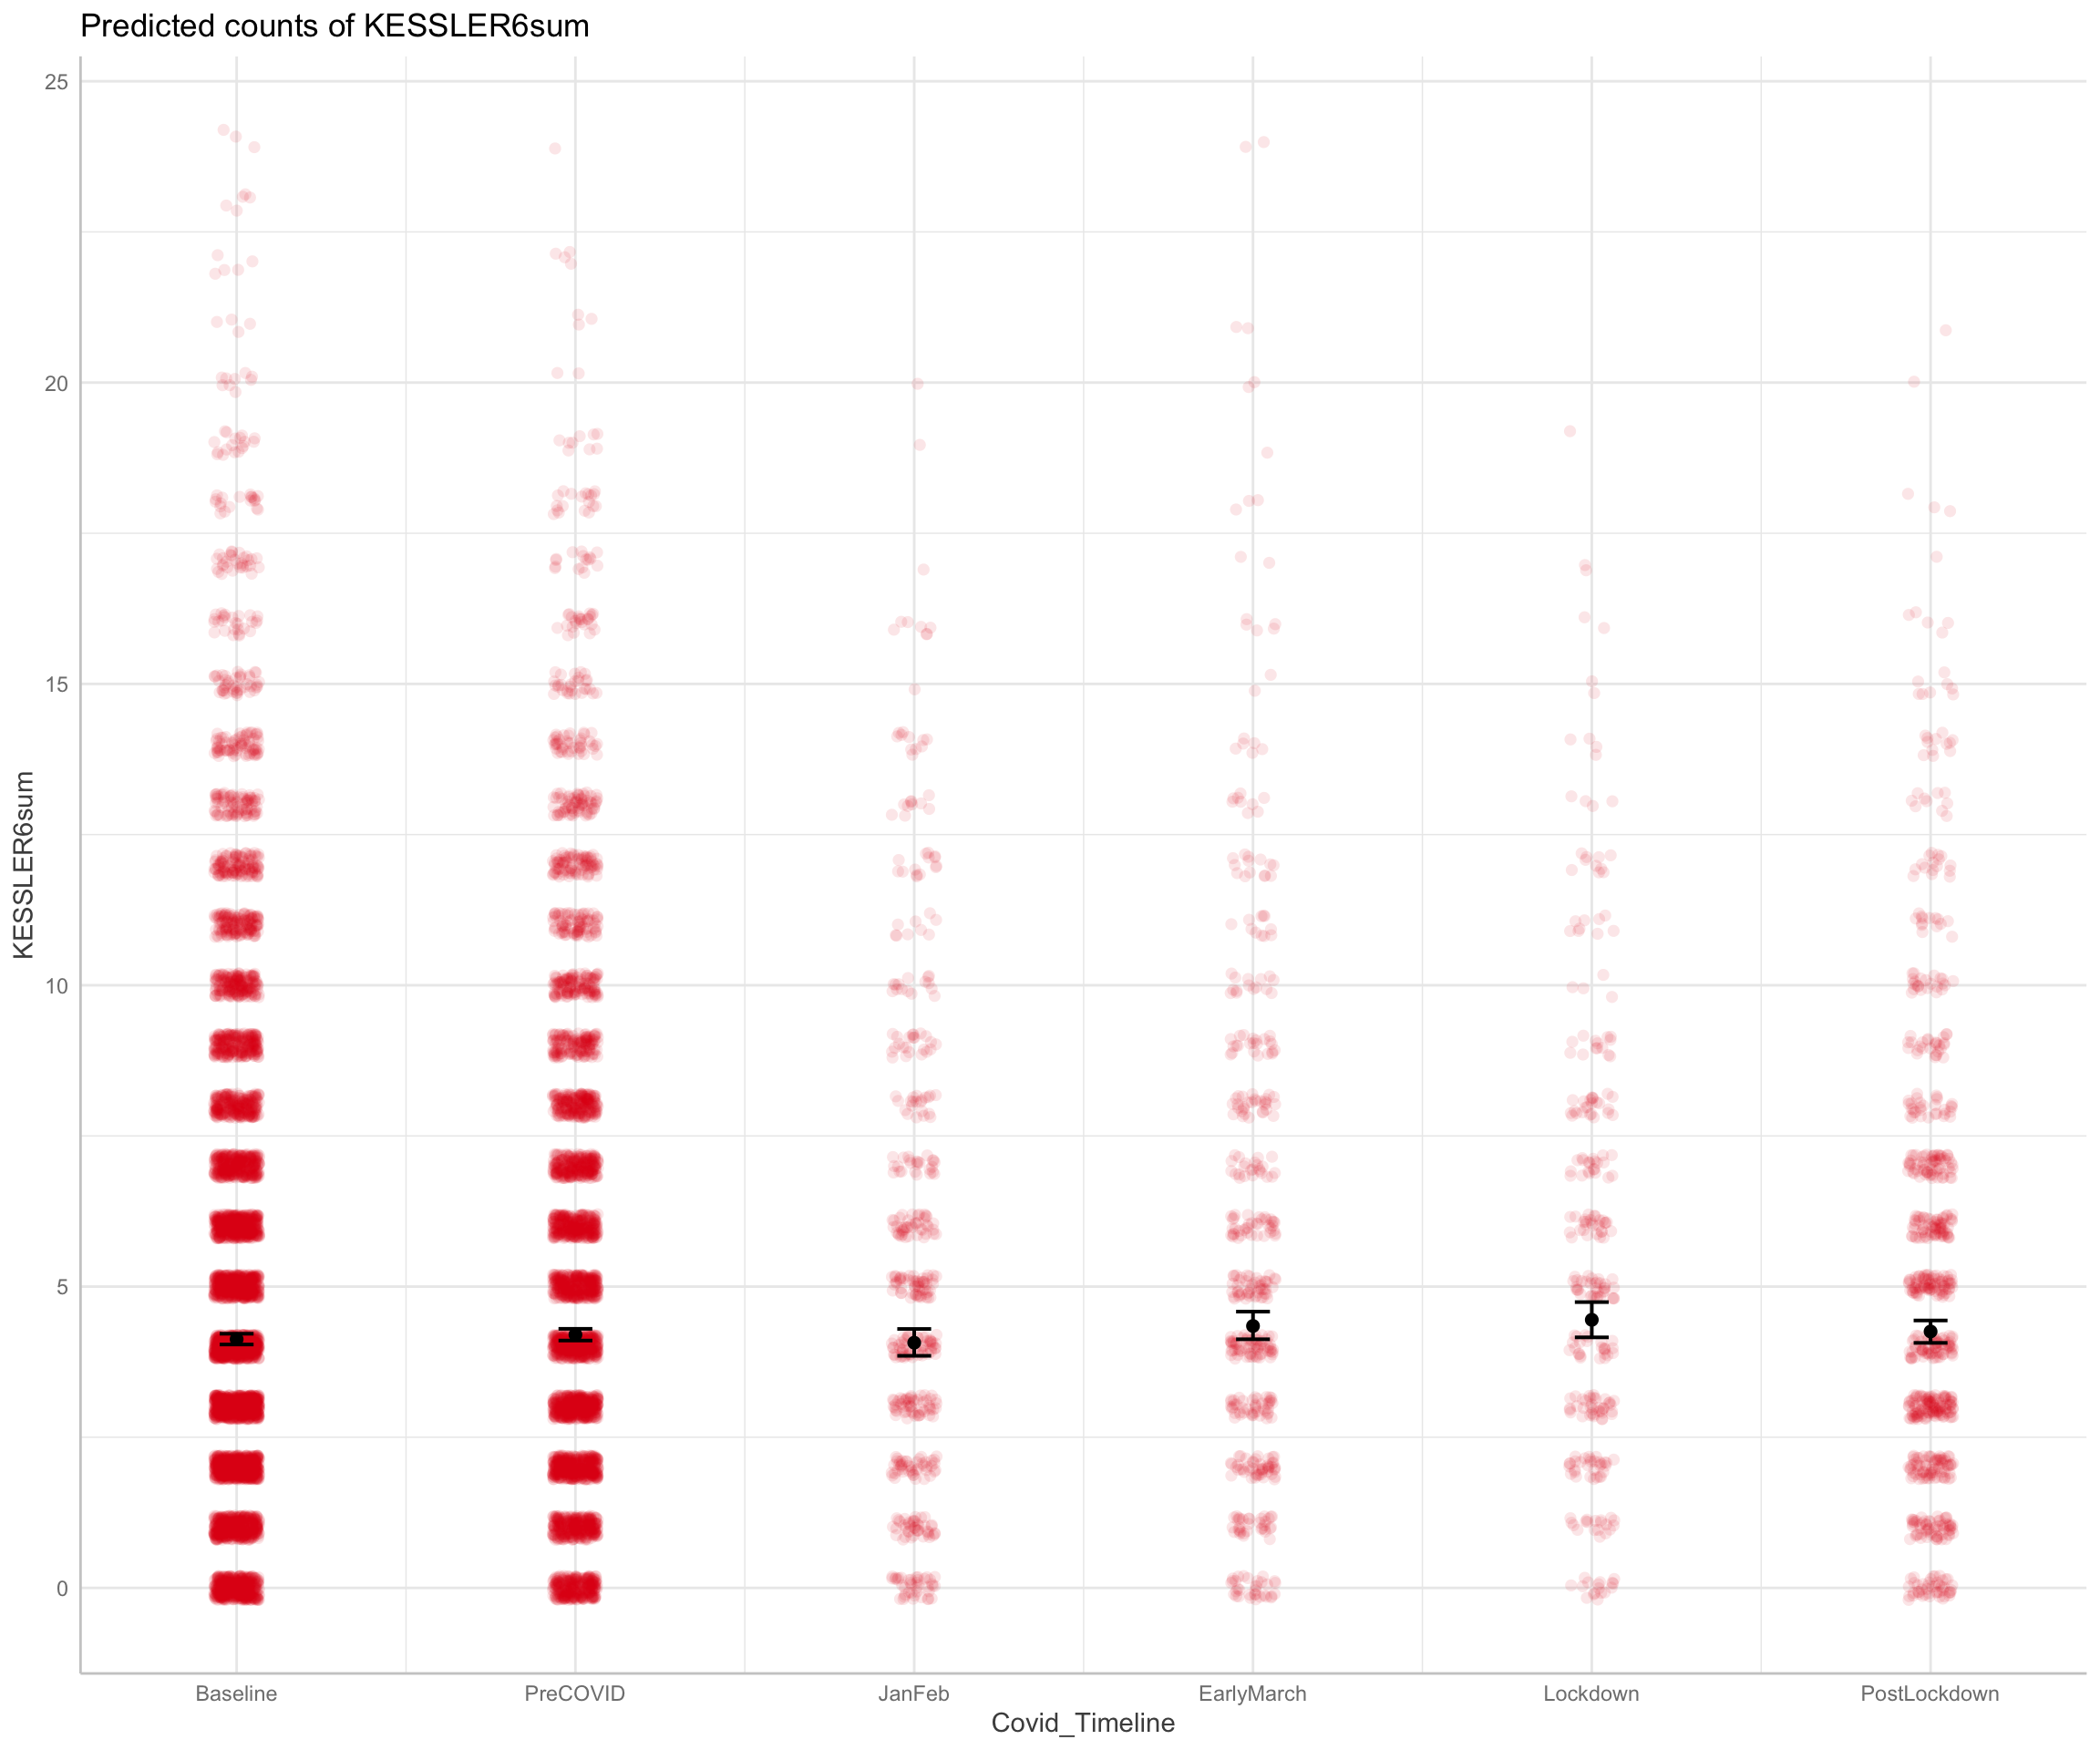 Predicted counts of KESSLER6sum
25
20
15
10
5
0
KESSLER6sum
Baseline PreCOVID JanFeb EarlyMarch Lockdown PostLockdown
Covid_Timeline